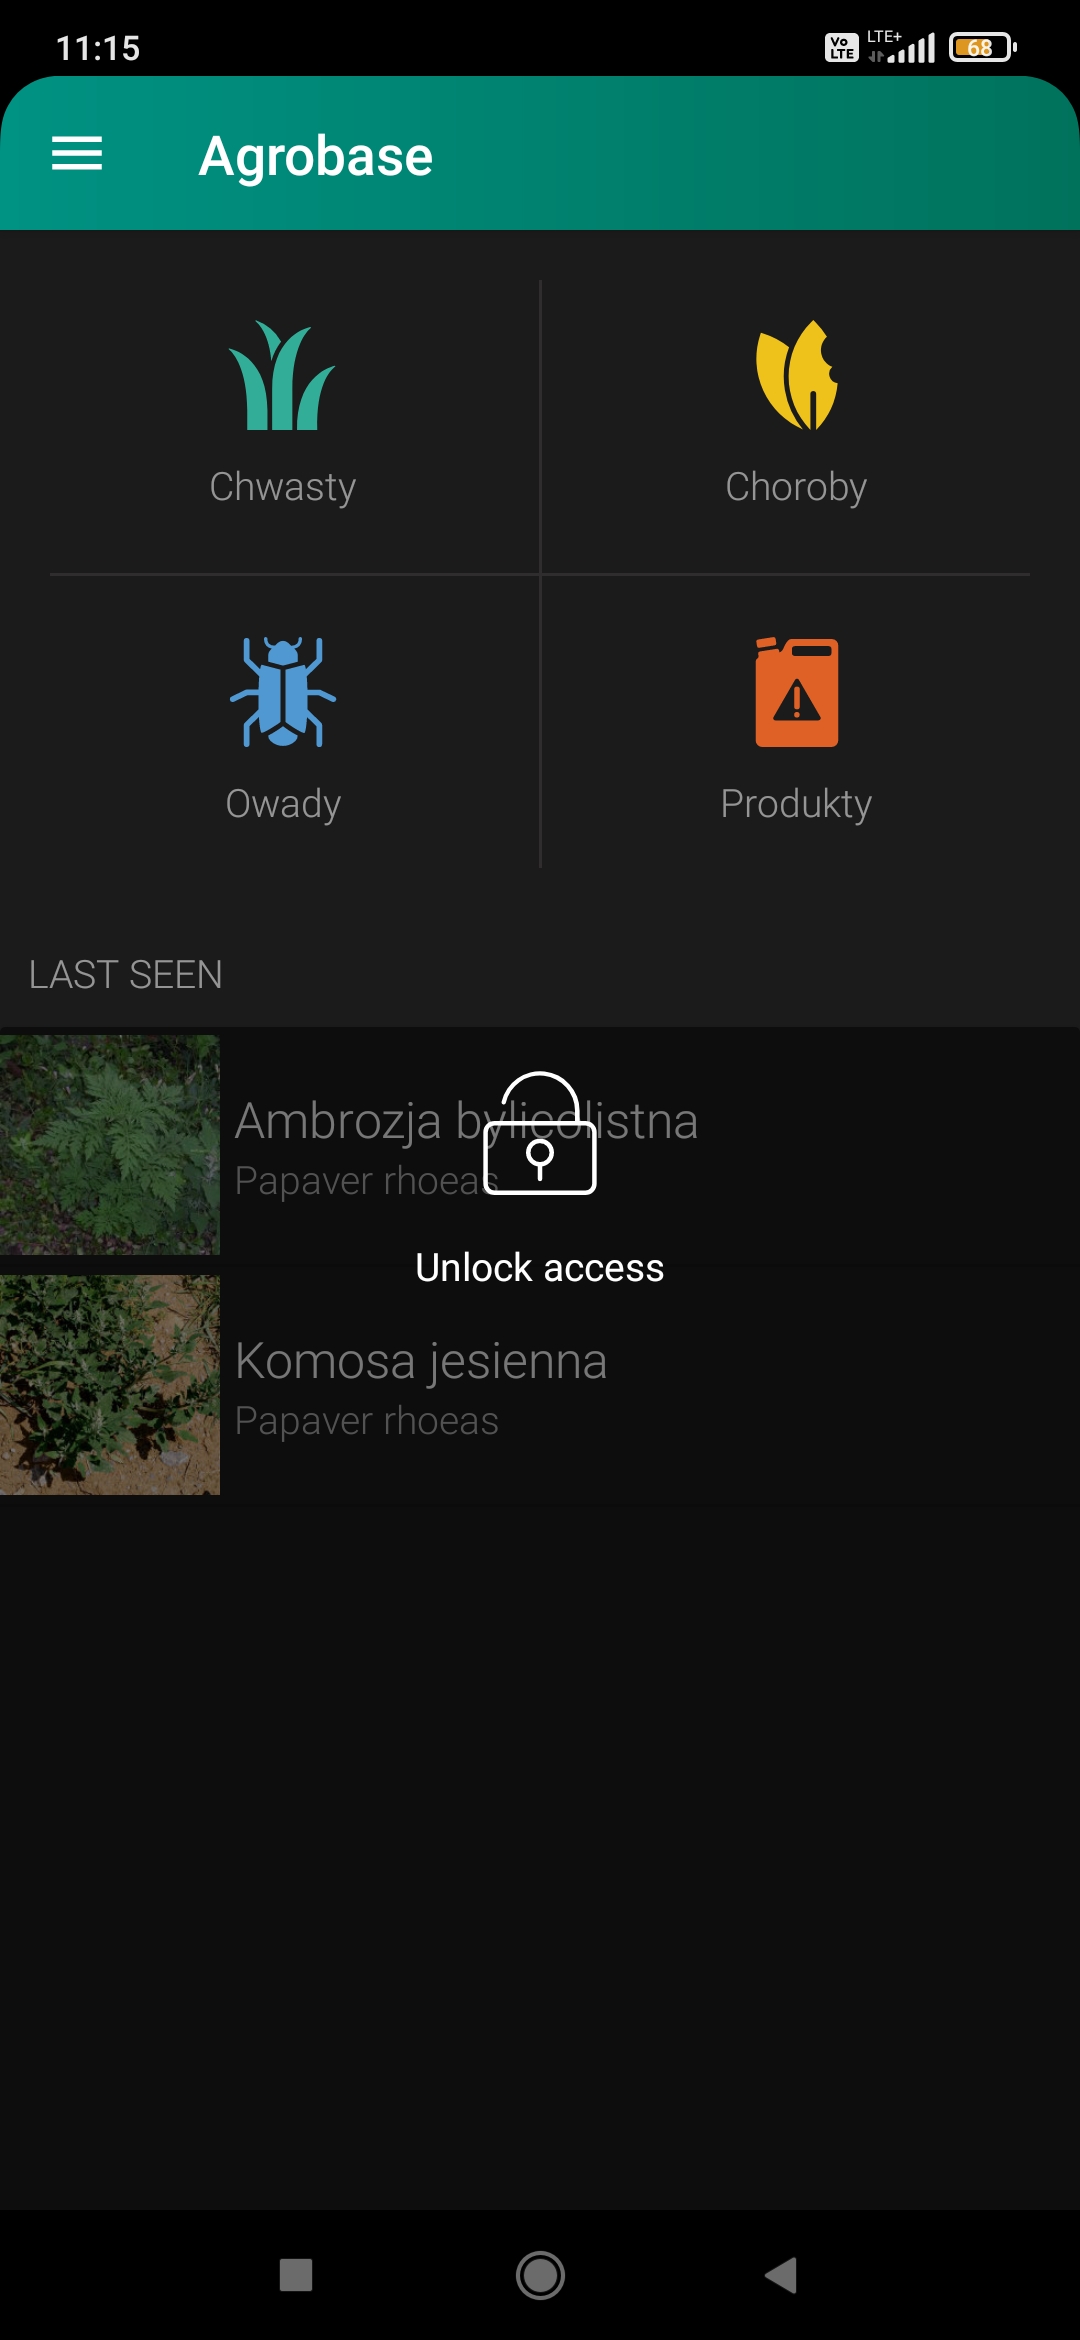 11:15
Vo LTE
LTE+
68
Agrobase
Chwasty
Choroby
Owady
Produkty
LAST SEEN
Ambrozja bylicolistna
Papaver rhoeas
Unlock access
Komosa jesienna
Papaver rhoeas